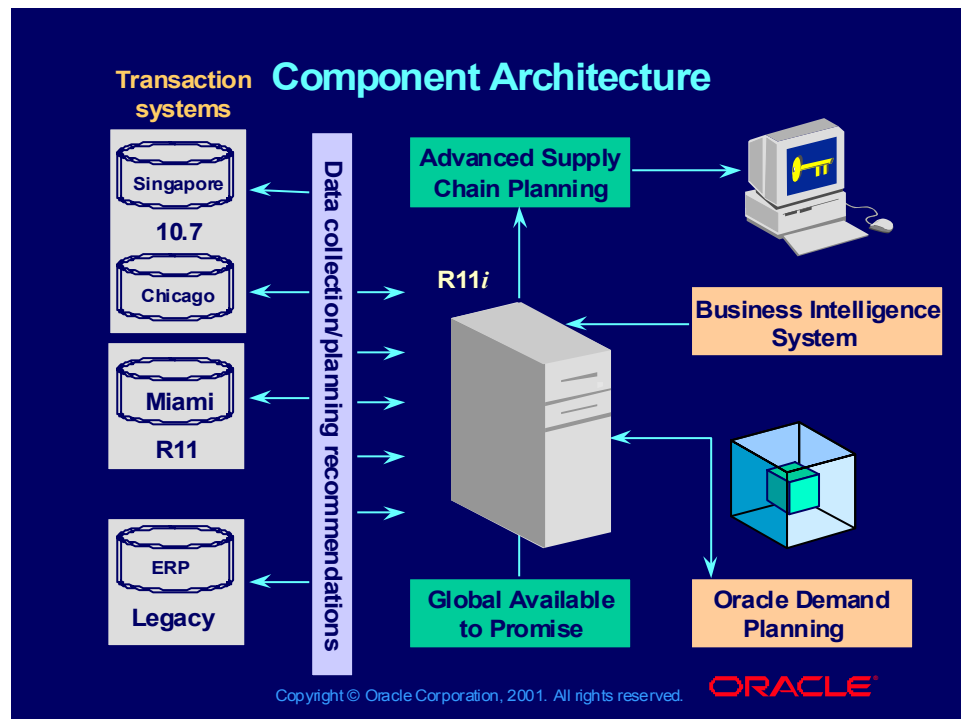 Component Architecture
Transaction
systems
Singapore
10.7
Chicago
Miami
R11
ERP
Legacy
Data collection/planning recommendations
Advanced Supply
Chain Planning
R11i
Business Intelligence
System
Global Available
to Promise
Oracle Demand
Planning
Copyright © Oracle Corporation, 2001. All rights reserved.
ORACLE®